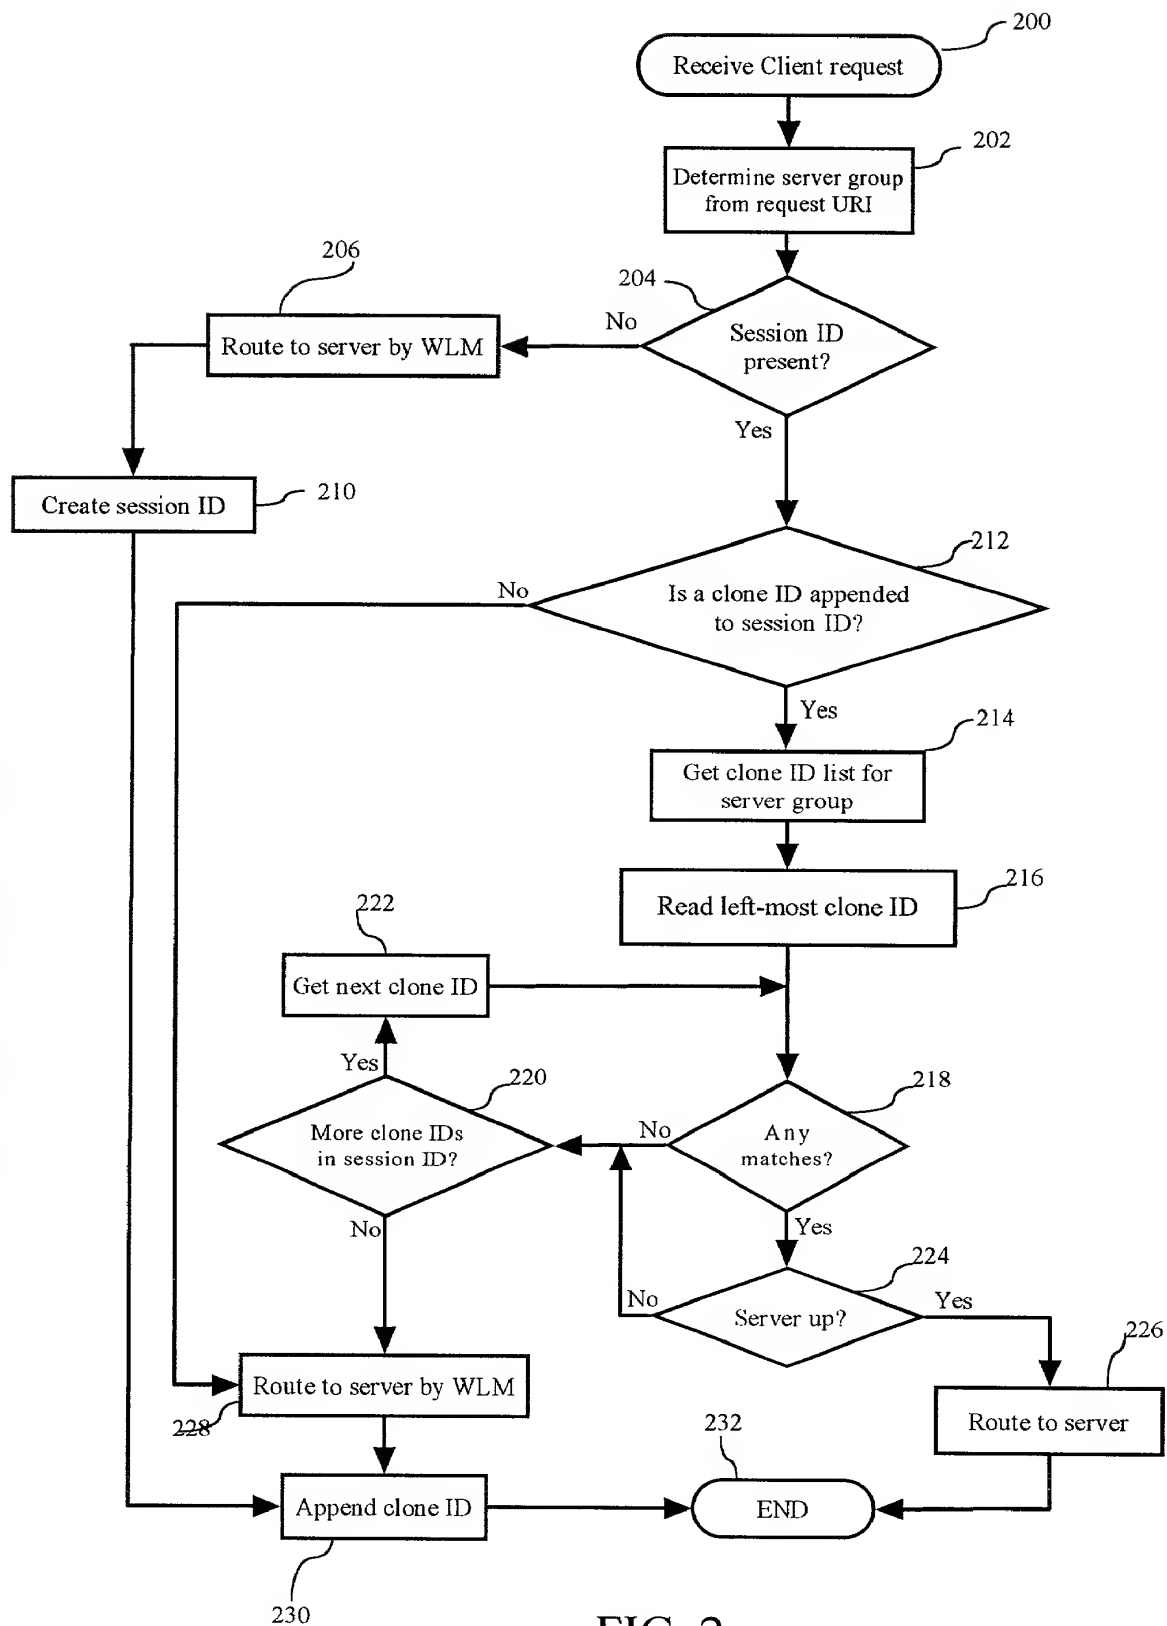 200
Receive Client request
202
Determine server group
from request URI
206
204
No
Session ID
present?
Route to server by WLM
Yes
Create session ID
210
212
No
Is a clone ID appended
to session ID?
Yes
214
Get clone ID list for
server group
216
Read left-most clone ID
222
Get next clone ID
Yes
220
218
More clone IDs
in session ID?
No
Any
matches?
No
Yes
224
No
Server up?
Yes
226
Route to server by WLM
228
Route to server
232
Append clone ID
END
230